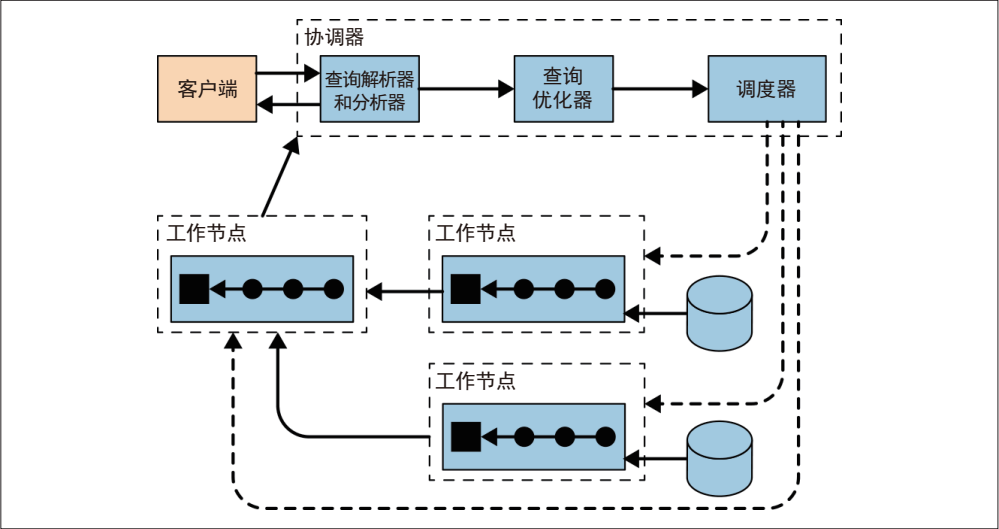 协调器
客户端
查询解析器
和分析器
查询
优化器
调度器
工作节点
工作节点
工作节点